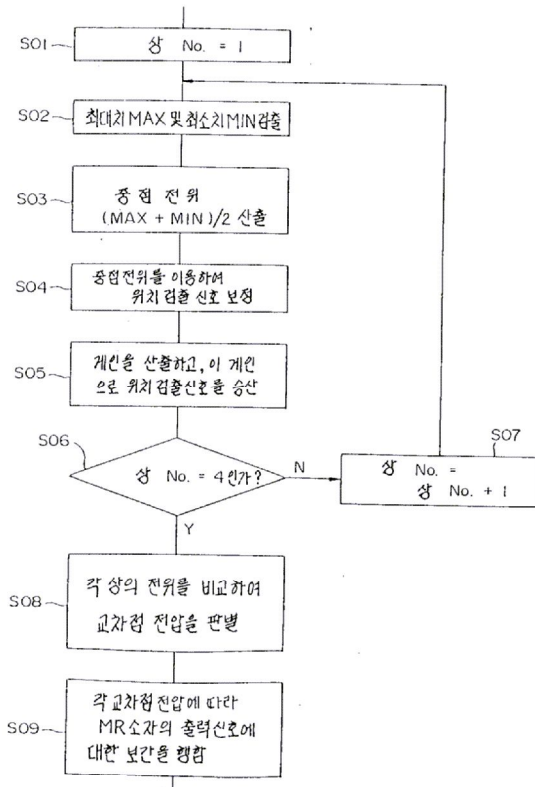 S01
상 No. = 1
S02
최대치 MAX 및 최소치 MIN 검출
S03
중점 전위
(MAX + MIN)/2 산출
S04
중점전위를 이용하여
위치 검출 신호 보정
S05
게인을 산출하고, 이 게인
으로 위치검출신호를 승산
S06
상 No. = 4인가?
N
S07
상 No. =
상 No. + 1
Y
S08
각 상의 전위를 비교하여
교차점 전압을 판별
S09
각 교차점 전압에 따라
MR소자의 출력신호에
대한 보간을 행함